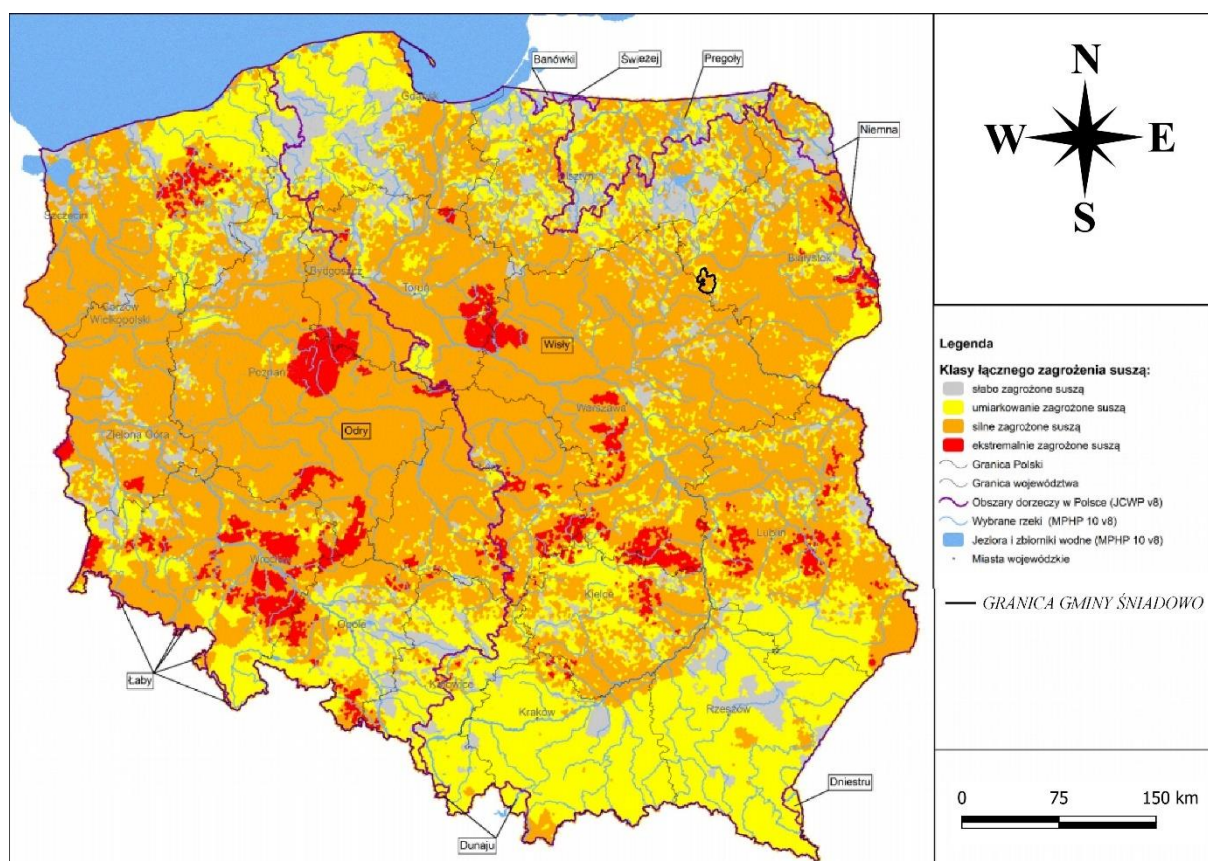 Banówki
Świeżej
Pregoły
Gdańsk
Niemna
Olsztyn
Szczecin
Białystok
Bydgoszcz
Toruń
Gorzów
Wielkopolski
Wisły
Poznań
Warszawa
Zielona Góra
Odry
Lublin
Wrocław
Kielce
Opole
Łaby
Katowice
Kraków
Rzeszów
Dniestru
Dunaju
N
W
E
S
Legenda
Klasy łącznego zagrożenia suszą:
słabo zagrożone suszą
umiarkowanie zagrożone suszą
silne zagrożone suszą
ekstremalnie zagrożone suszą
Granica Polski
Granica województwa
Obszary dorzeczy w Polsce (JCWP v8)
Wybrane rzeki (MPHP 10 v8)
Jeziora i zbiorniki wodne (MPHP 10 v8)
Miasta wojewódzkie
GRANICA GMINY ŚNIADOWO
0 75 150 km